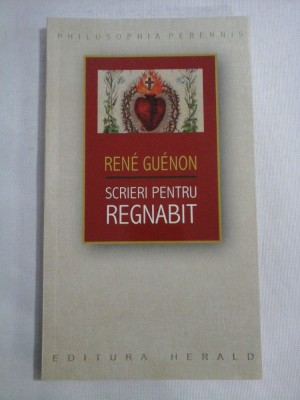 PHILOSOPHIA PERENNIS
RENÉ GUÉNON
SCRIERI PENTRU
REGNABIT
EDITURA HERALD